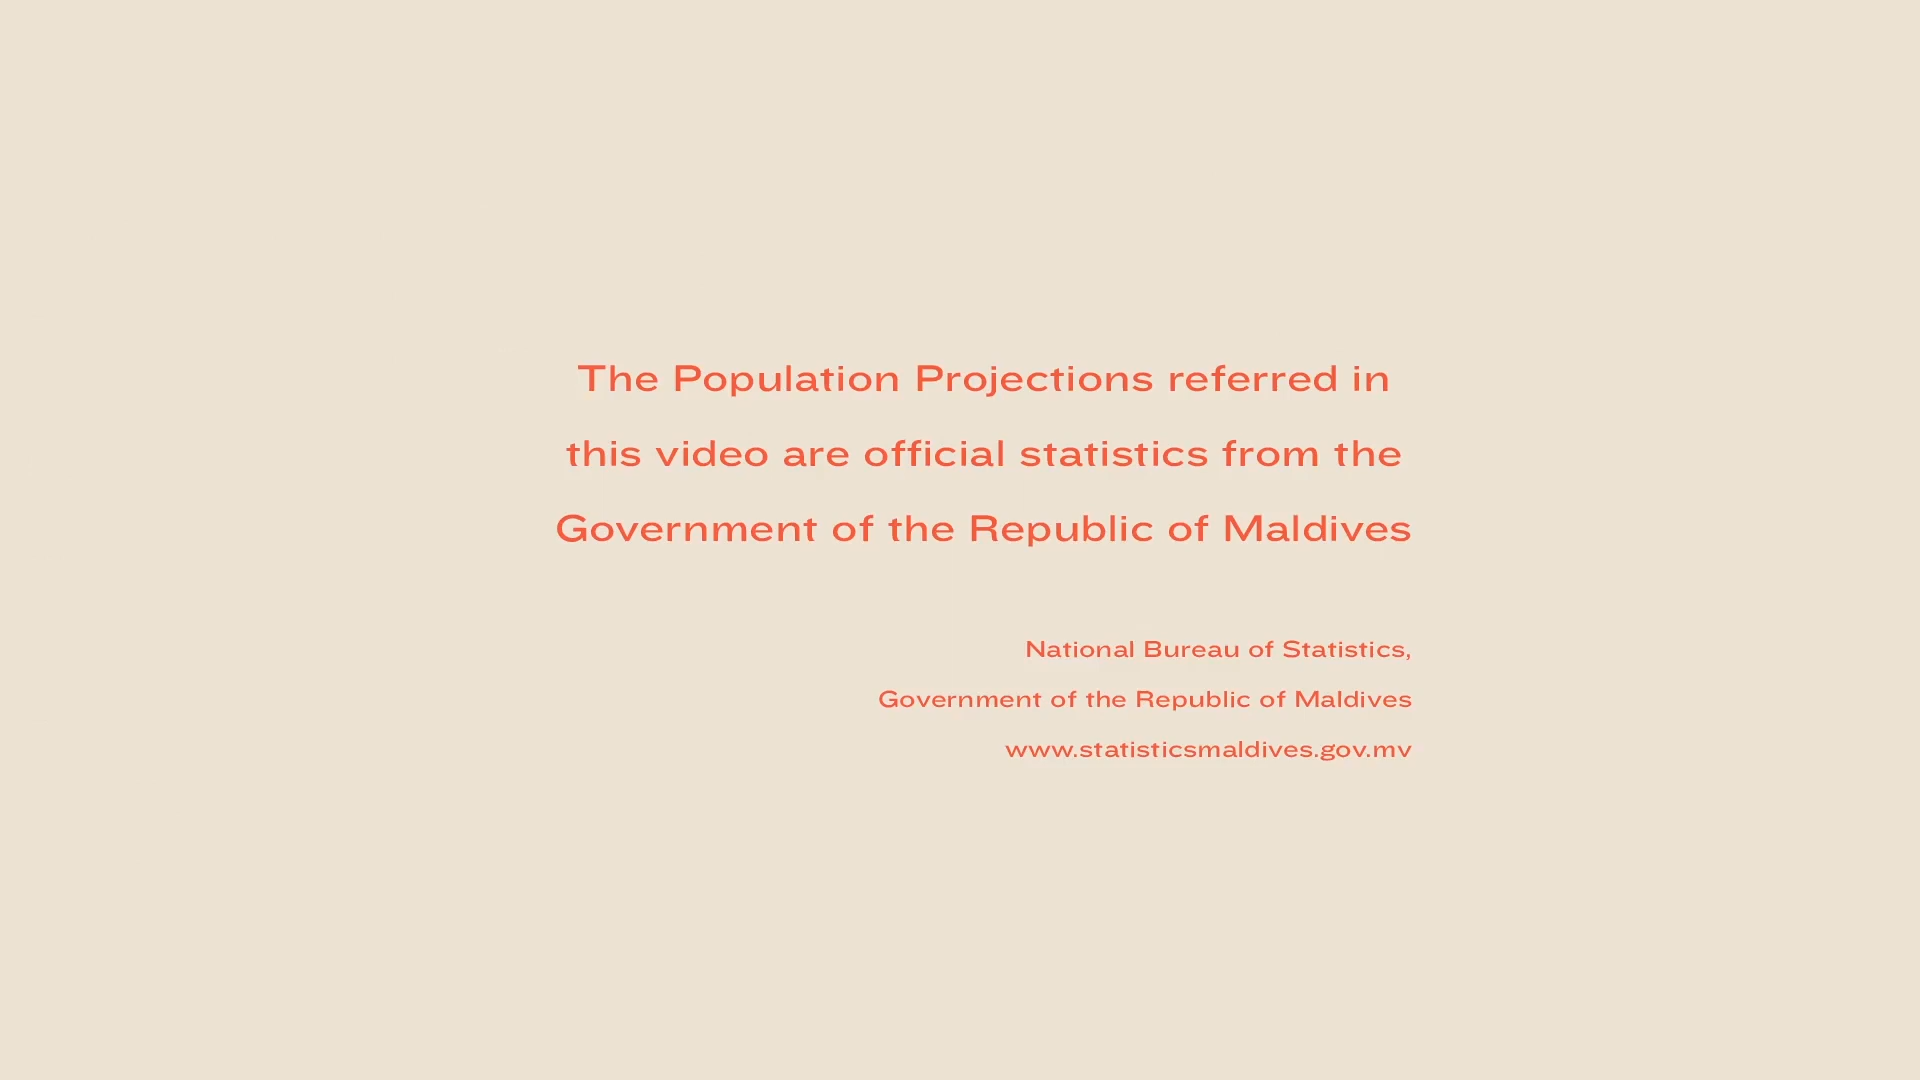 The Population Projections referred in
this video are official statistics from the
Government of the Republic of Maldives
National Bureau of Statistics,
Government of the Republic of Maldives
www.statisticsmaldives.gov.mv